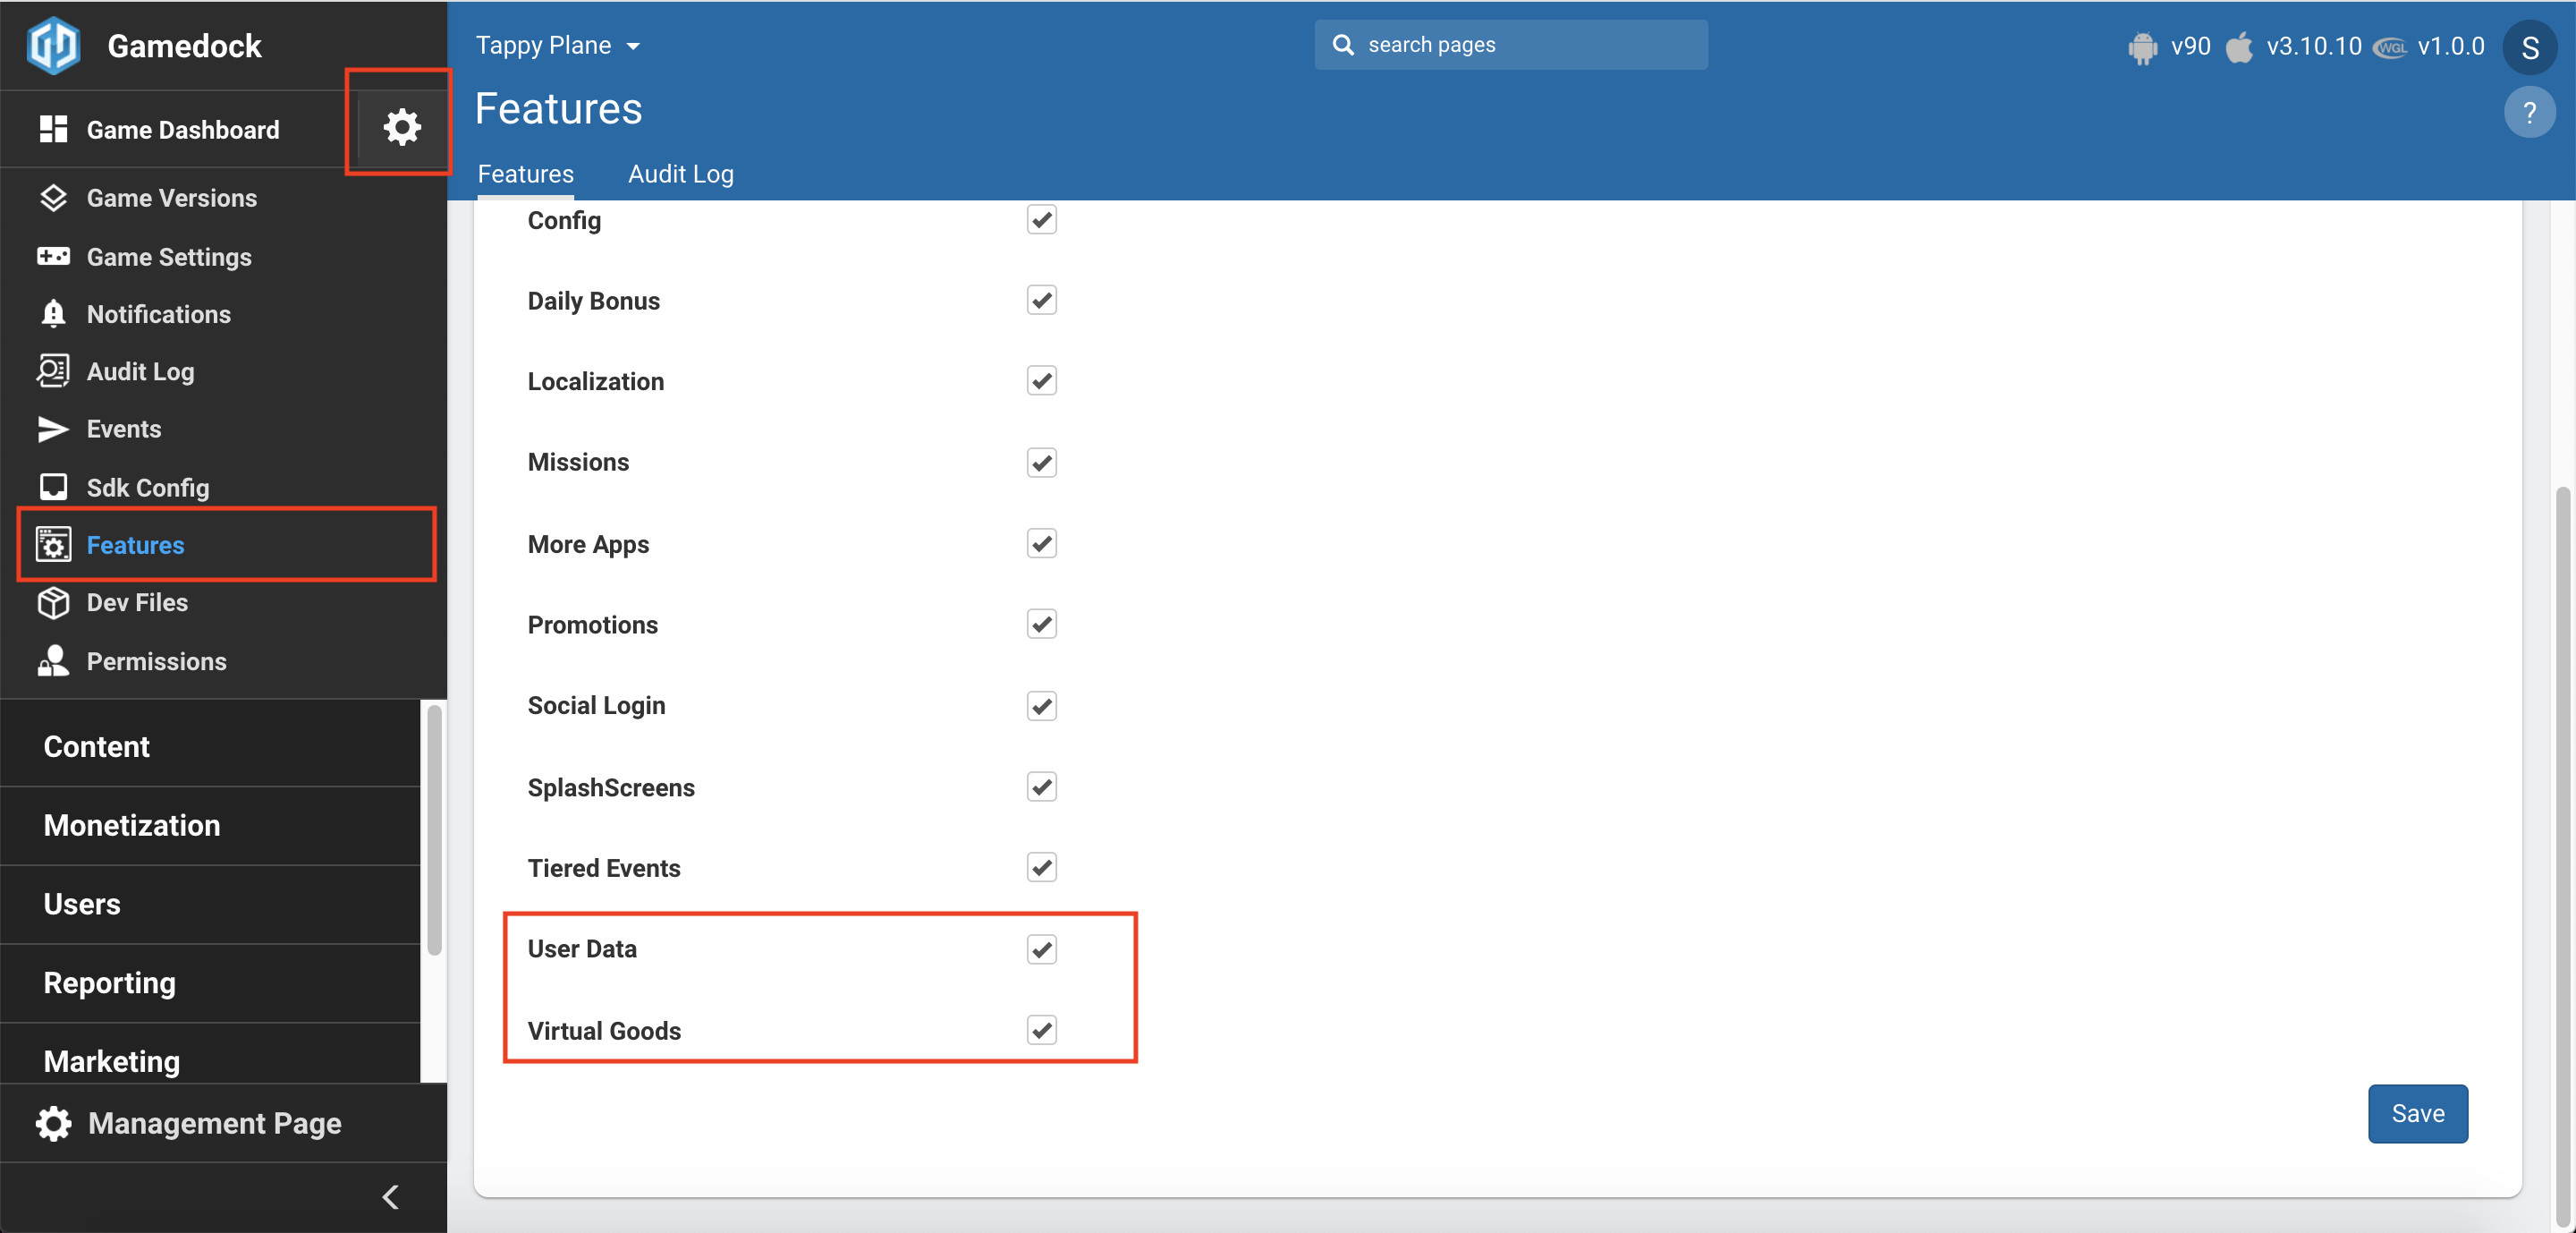 Gamedock
Game Dashboard
Game Versions
Game Settings
Notifications
Audit Log
Events
Sdk Config
Features
Dev Files
Permissions
Content
Monetization
Users
Reporting
Marketing
Management Page
Tappy Plane
search pages
v90
v3.10.10
WGL
v1.0.0
S
Features
?
Features
Audit Log
Config
Daily Bonus
Localization
Missions
More Apps
Promotions
Social Login
SplashScreens
Tiered Events
User Data
Virtual Goods
Save